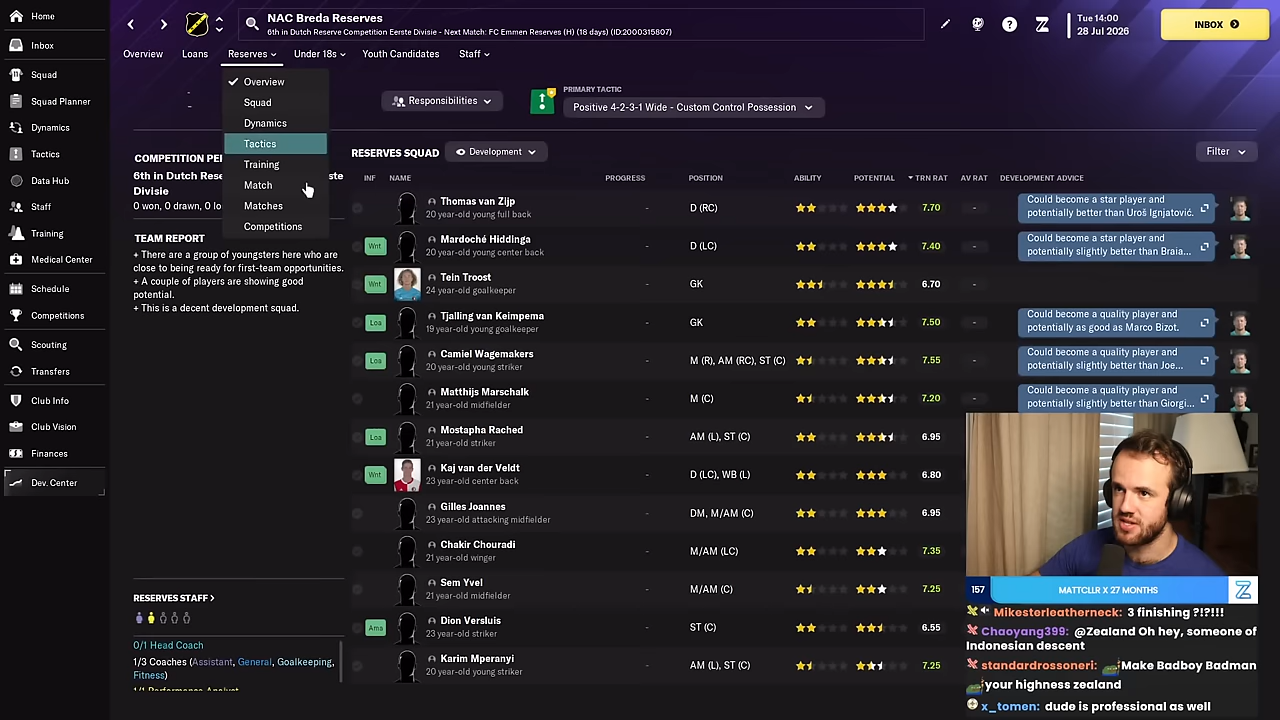 Home
Inbox
Squad
Squad Planner
Dynamics
Tactics
Data Hub
Staff
Training
Medical Center
Schedule
Competitions
Scouting
Transfers
Club Info
Club Vision
Finances
Dev. Center
NAC Breda Reserves
6th in Dutch Reserve Competition Eerste Divisie - Next Match: FC Emmen Reserves (H) (18 days) (ID:2000315807)
Tue 14:00
28 Jul 2026
INBOX
Overview
Loans
Reserves
Under 18s
Youth Candidates
Staff
Overview
Squad
Dynamics
Tactics
Training
Match
Matches
Competitions
Responsibilities
PRIMARY TACTIC
Positive 4-2-3-1 Wide - Custom Control Possession
COMPETITION PE
6th in Dutch Rese
ste
Divisie
0 won, 0 drawn, 0 lo
TEAM REPORT
+ There are a group of youngsters here who are
close to being ready for first-team opportunities.
+ A couple of players are showing good
potential.
+ This is a decent development squad.
RESERVES STAFF >
0/1 Head Coach
1/3 Coaches (Assistant, General, Goalkeeping,
Fitness)
1/1 Performance Analyst
RESERVES SQUAD
Development
Filter
INF NAME PROGRESS POSITION ABILITY POTENTIAL TRN RAT AV RAT DEVELOPMENT ADVICE
Thomas van Zijp
20 year-old young full back
- D (RC) 7.70 -
Could become a star player and
potentially better than Uroš Ignjatović.
Wnt
Mardoché Hiddinga
20 year-old young center back
- D (LC) 7.40 -
Could become a star player and
potentially slightly better than Braia...
Wnt
Tein Troost
24 year-old goalkeeper
- GK 6.70 -
Loa
Tjalling van Keimpema
19 year-old young goalkeeper
- GK 7.50 -
Could become a quality player and
potentially as good as Marco Bizot.
Loa
Camiel Wagemakers
20 year-old young striker
- M (R), AM (RC), ST (C) 7.55 -
Could become a quality player and
potentially slightly better than Joe...
Matthijs Marschalk
21 year-old midfielder
- M (C) 7.20 -
Could become a quality player and
potentially slightly better than Giorgi...
Loa
Mostapha Rached
21 year-old striker
- AM (L), ST (C) 6.95
Wnt
Kaj van der Veldt
23 year-old center back
- D (LC), WB (L) 6.80
Gilles Joannes
23 year-old attacking midfielder
- DM, M/AM (C) 6.95
Chakir Chouradi
21 year-old winger
- M/AM (LC) 7.35
Sem Yvel
21 year-old midfielder
- M/AM (C) 7.25
Ama
Dion Versluis
23 year-old striker
- ST (C) 6.55
Karim Mperanyi
20 year-old young striker
- AM (L), ST (C) 7.25
157 MATTCLLR X 27 MONTHS
Mikesterleatherneck: 3 finishing ?!?!!!
Chaoyang399: @Zealand Oh hey, someone of
Indonesian descent
standardrossoneri: Make Badboy Badman
your highness zealand
x_tomen: dude is professional as well